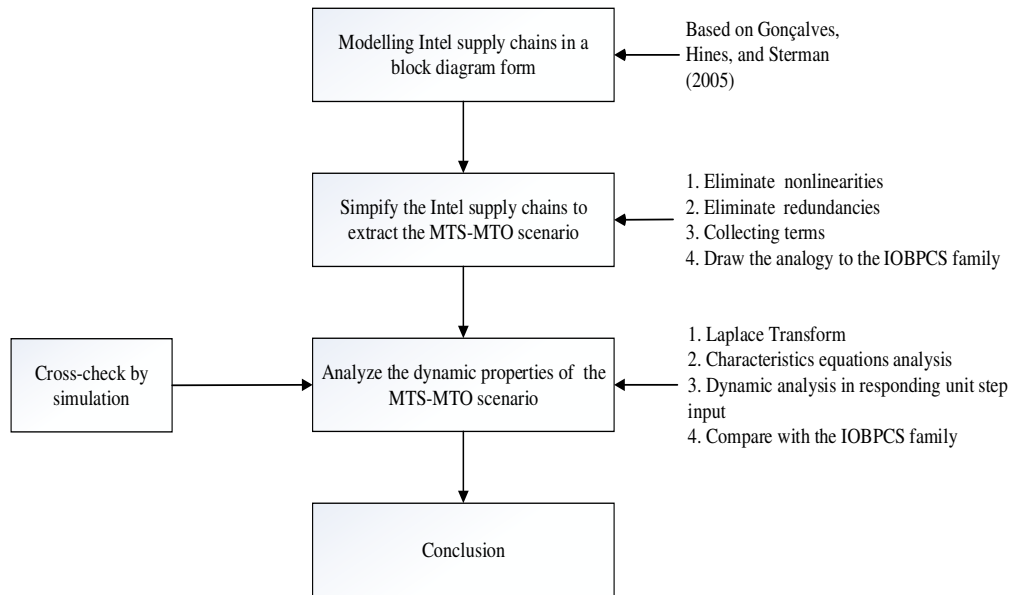 Modelling Intel supply chains in a
block diagram form
Based on Gonçalves,
Hines, and Sterman
(2005)
Simpify the Intel supply chains to
extract the MTS-MTO scenario
1. Eliminate nonlinearities
2. Eliminate redundancies
3. Collecting terms
4. Draw the analogy to the IOBPCS family
Cross-check by
simulation
Analyze the dynamic properties of the
MTS-MTO scenario
1. Laplace Transform
2. Characteristics equations analysis
3. Dynamic analysis in responding unit step
input
4. Compare with the IOBPCS family
Conclusion